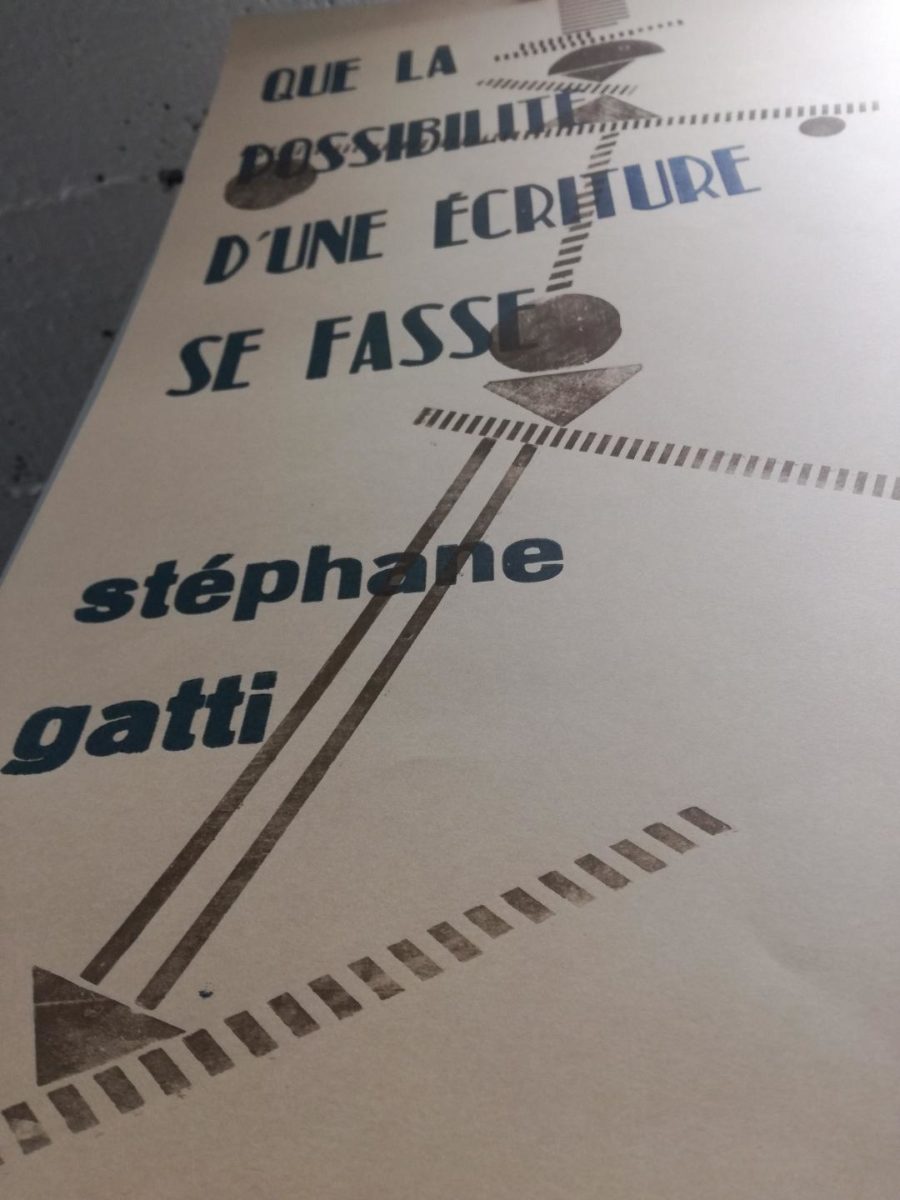 QUE LA
POSSIBILITÉ
D'UNE ÉCRITURE
SE FASSE
stéphane
gatti